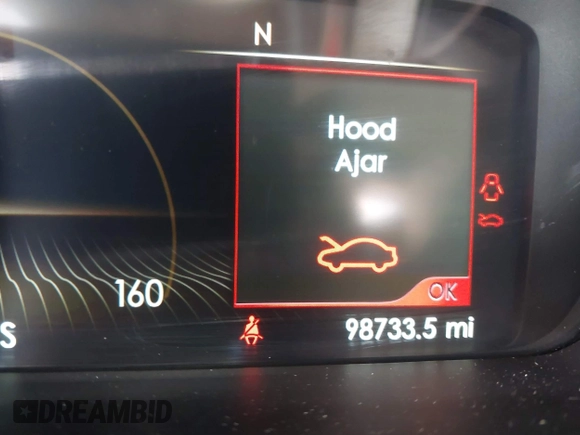 N
Hood
Ajar
OK
160
S
98733.5 mi
DREAMBID